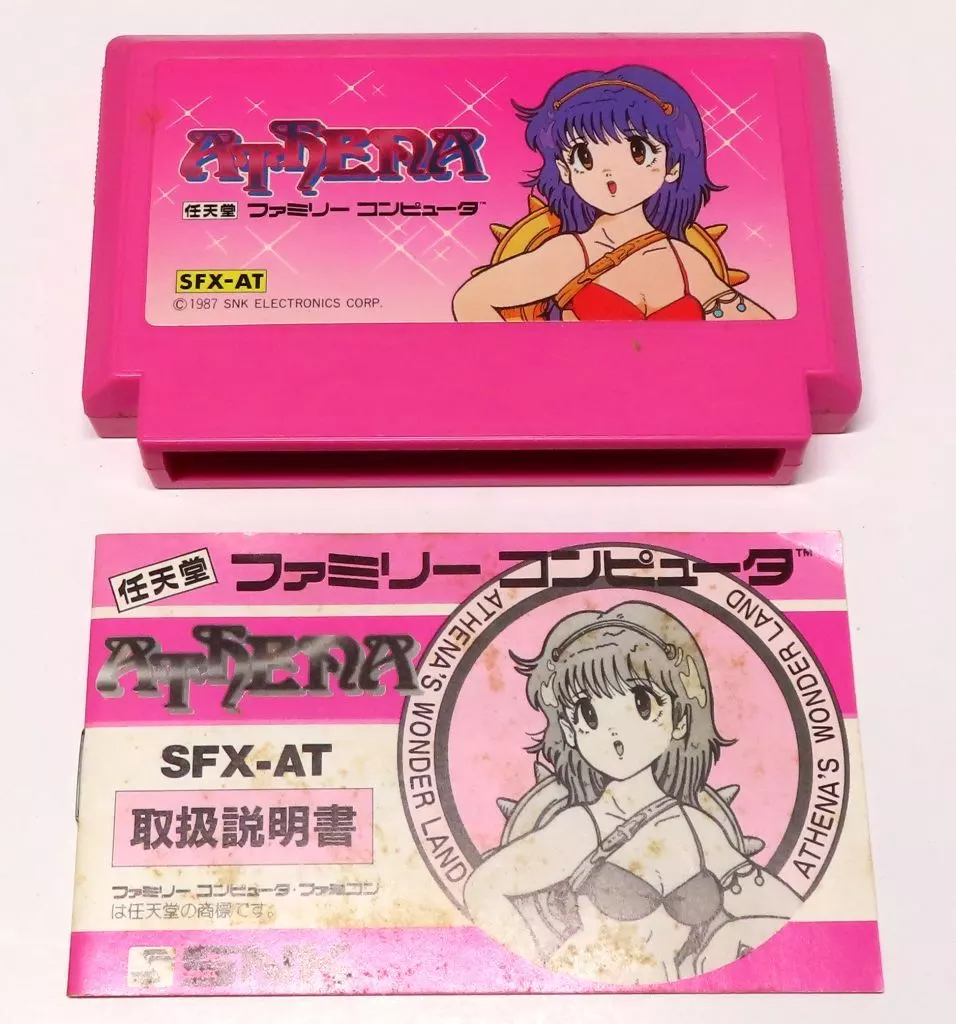 ATHENA
任天堂 ファミリー コンピュータ™
SFX-AT
©1987 SNK ELECTRONICS CORP.
任天堂 ファミリー コンピュータ™
ATHENA
ATHENA'S WONDER LAND
ATHENA'S WONDER LAND
SFX-AT
取扱説明書
ファミリー コンピュータ・ファミコン
は任天堂の商標です。
SNK